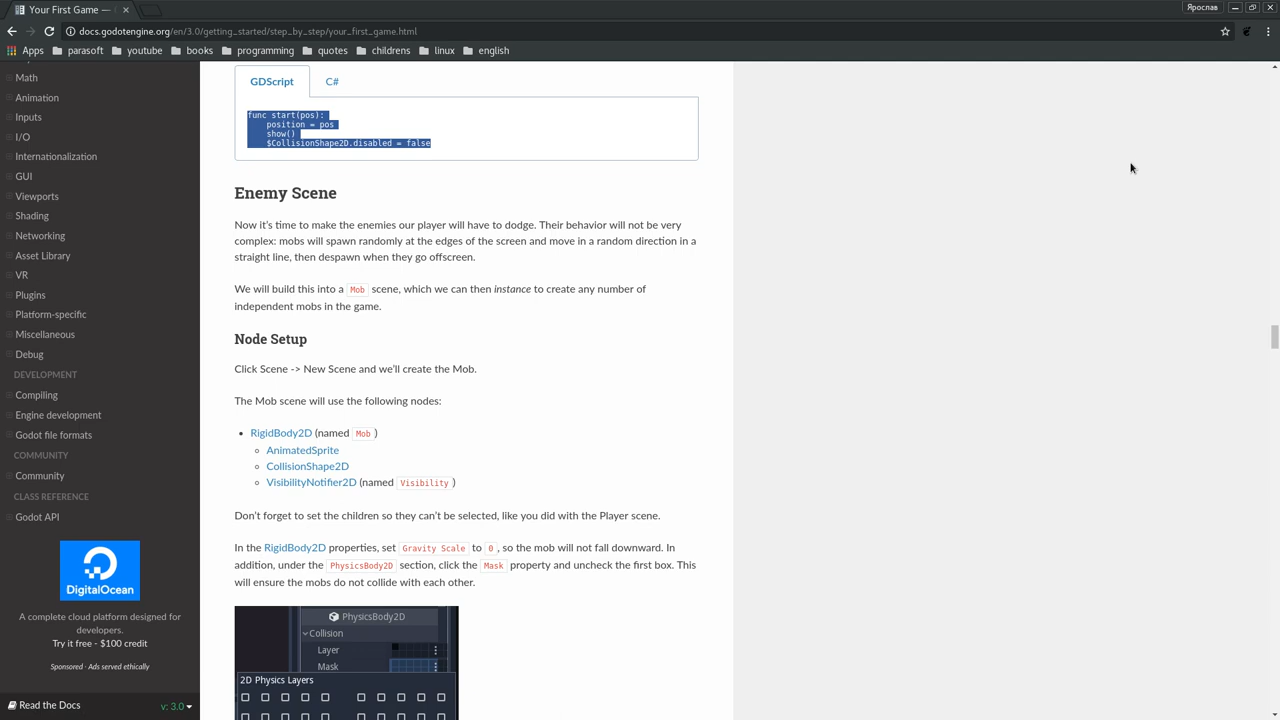 Your First Game —
Ярослав
docs.godotengine.org/en/3.0/getting_started/step_by_step/your_first_game.html
Apps parasoft youtube books programming quotes childrens linux english
Math
Animation
Inputs
I/O
Internationalization
GUI
Viewports
Shading
Networking
Asset Library
VR
Plugins
Platform-specific
Miscellaneous
Debug
DEVELOPMENT
Compiling
Engine development
Godot file formats
COMMUNITY
Community
CLASS REFERENCE
Godot API
DigitalOcean
A complete cloud platform designed for
developers.
Try it free - $100 credit
Sponsored · Ads served ethically
Read the Docs v: 3.0
GDScript C#
func start(pos):
position = pos
show()
$CollisionShape2D.disabled = false
Enemy Scene
Now it's time to make the enemies our player will have to dodge. Their behavior will not be very
complex: mobs will spawn randomly at the edges of the screen and move in a random direction in a
straight line, then despawn when they go offscreen.
We will build this into a Mob scene, which we can then instance to create any number of
independent mobs in the game.
Node Setup
Click Scene -> New Scene and we'll create the Mob.
The Mob scene will use the following nodes:
RigidBody2D (named Mob )
AnimatedSprite
CollisionShape2D
VisibilityNotifier2D (named Visibility )
Don't forget to set the children so they can't be selected, like you did with the Player scene.
In the RigidBody2D properties, set Gravity Scale to 0 , so the mob will not fall downward. In
addition, under the PhysicsBody2D section, click the Mask property and uncheck the first box. This
will ensure the mobs do not collide with each other.
PhysicsBody2D
Collision
Layer
Mask
2D Physics Layers